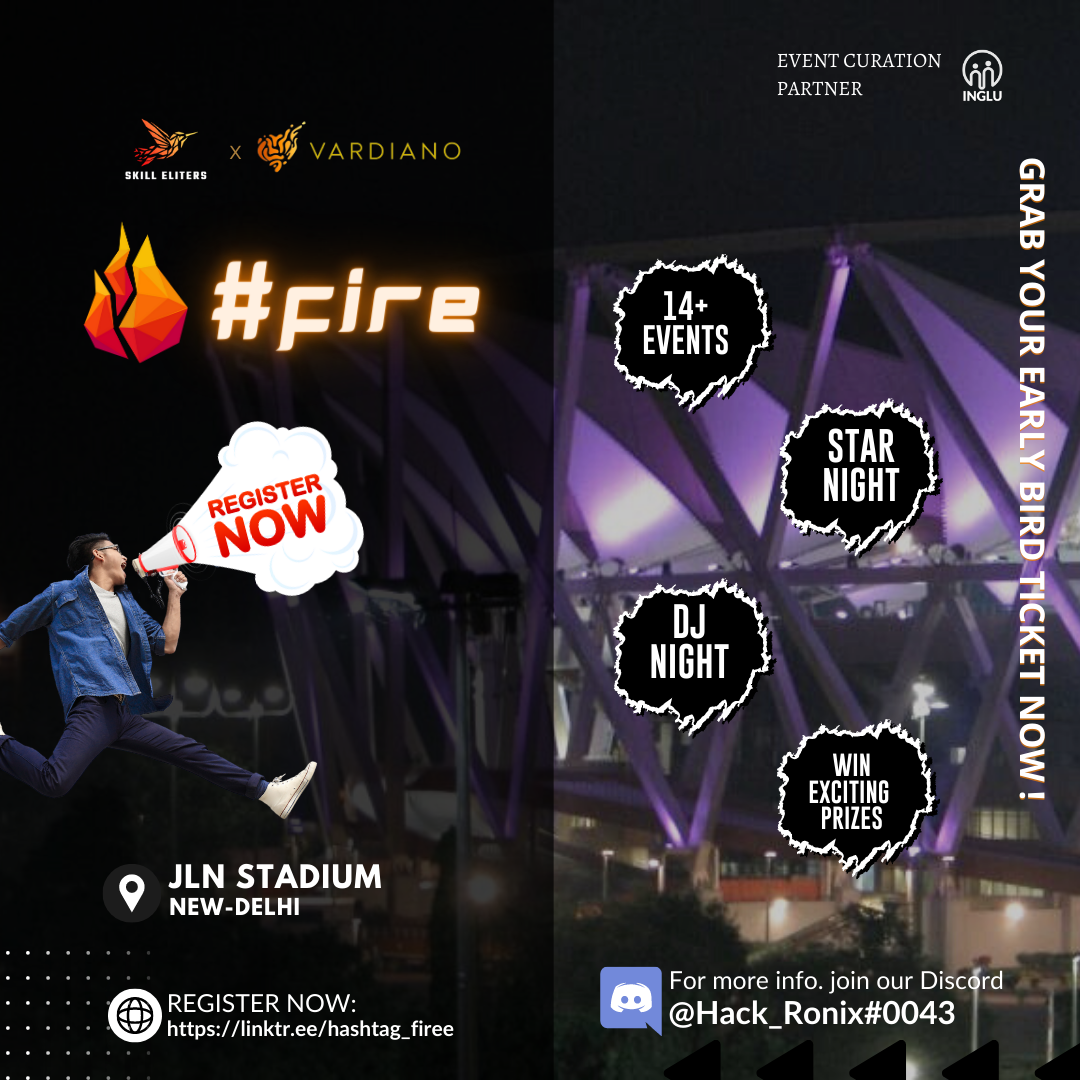 EVENT CURATION
PARTNER
INGLU
SKILL ELITERS
X
VARDIANO
#fire
REGISTER
NOW
14+
EVENTS
STAR
NIGHT
DJ
NIGHT
WIN
EXCITING
PRIZES
GRAB YOUR EARLY BIRD TICKET NOW !
JLN STADIUM
NEW-DELHI
REGISTER NOW:
https://linktr.ee/hashtag_firee
For more info. join our Discord
@Hack_Ronix#0043